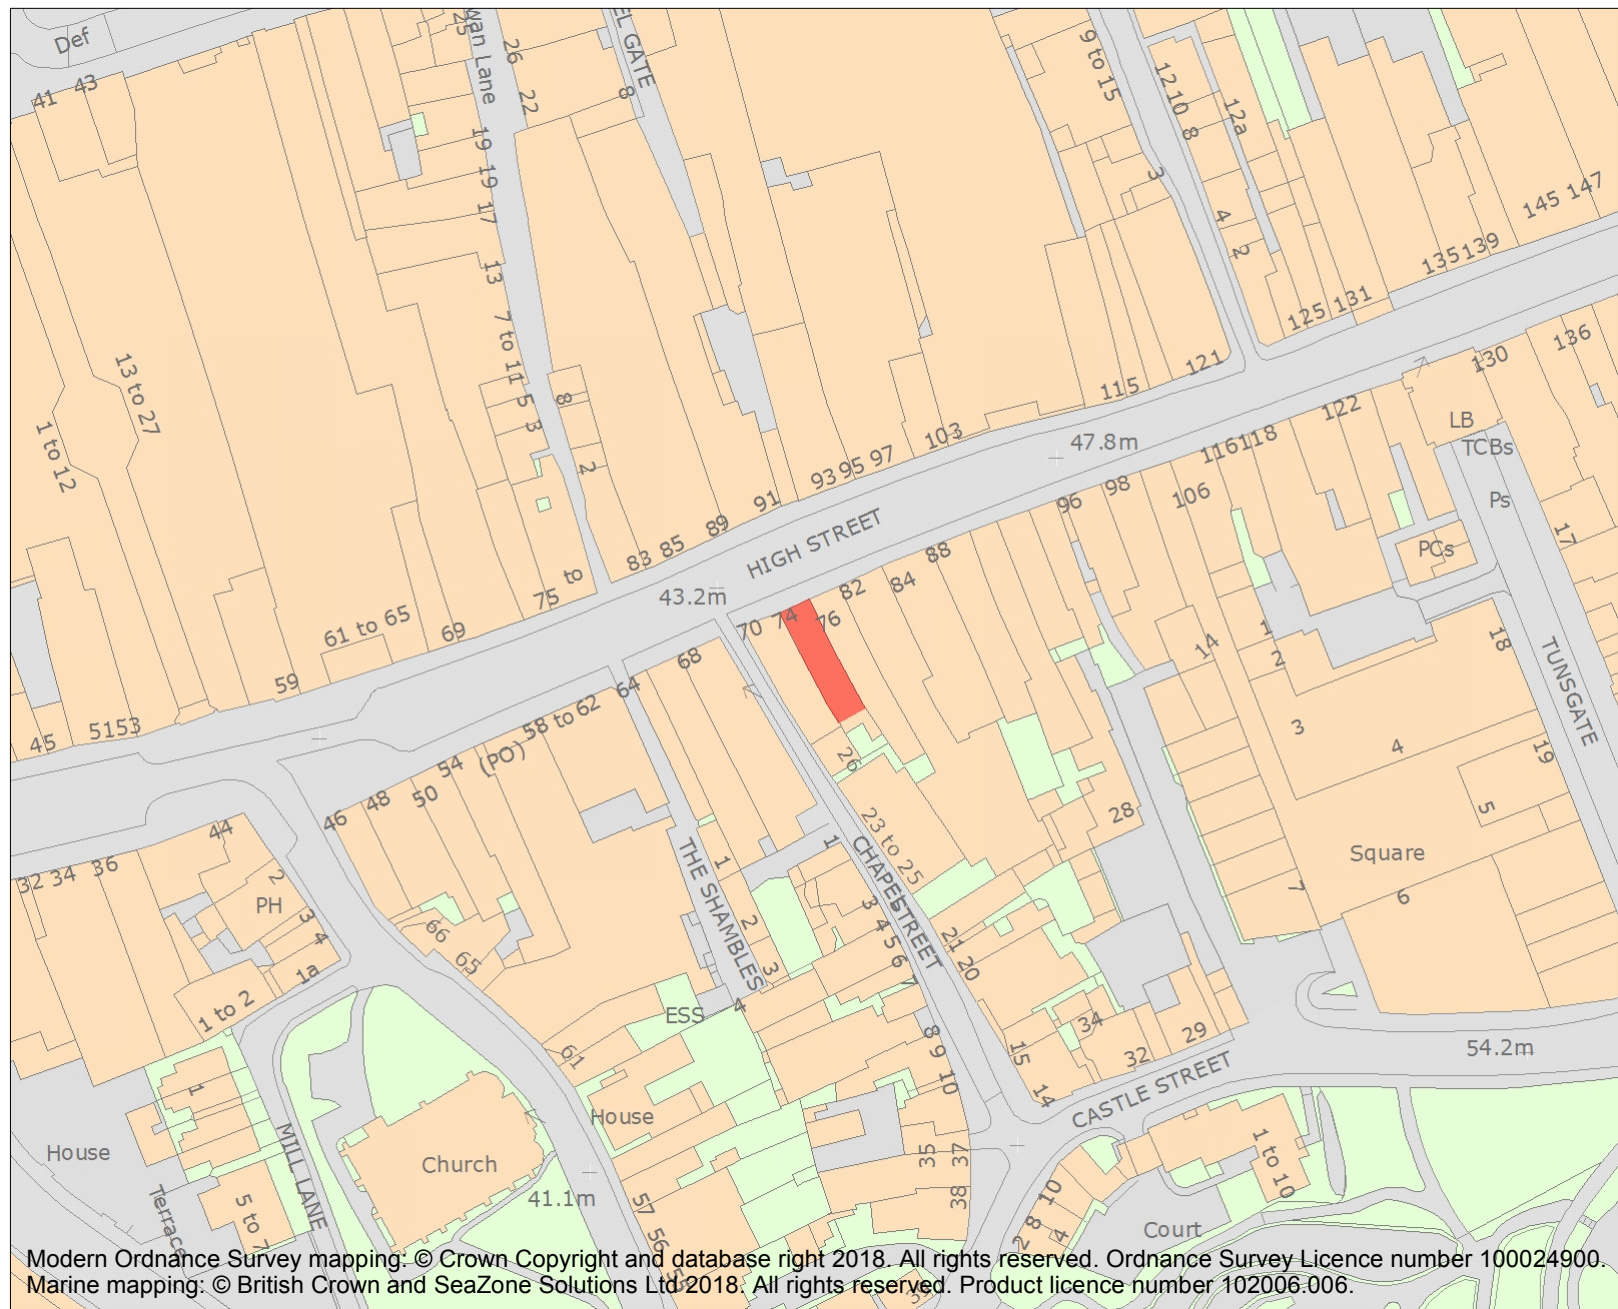 Def
41 43
25
wan Lane
26
22
EL GATE
8
9 to 15
12 10 8
12a
3
4
2
19 19 17
13
7 to 11
5
3
8
2
145 147
135 139
125 131
136
130
13 to 27
1 to 12
121
115
122
LB
TCBs
103
47.8m
116 118
93 95 97
91
98
106
96
Ps
89
HIGH STREET
83 85
88
PCs
17
to
75
84
82
43.2m
61 to 65
70 74 76
69
68
14
1
2
18
TUNSGATE
59
64
58 to 62
5153
45
54
(PO)
26
3
4
19
48
50
46
5
28
44
23 to 25
Square
36
32 34
1
1
CHAPEL STREET
THE SHAMBLES
2
PH
3
4
7
6
3
4
5
6
7
2
66
65
21 20
3
1a
4
1 to 2
ESS
34
29
8 9 10
15
32
14
54.2m
61
CASTLE STREET
1
House
House
MILL LANE
Church
35
37
1 to 10
41.1m
Terrace
5 to 7
57
56
38
10
8
2
4
Court
55
39
Modern Ordnance Survey mapping: © Crown Copyright and database right 2018. All rights reserved. Ordnance Survey Licence number 100024900.
Marine mapping: © British Crown and SeaZone Solutions Ltd 2018. All rights reserved. Product licence number 102006.006.